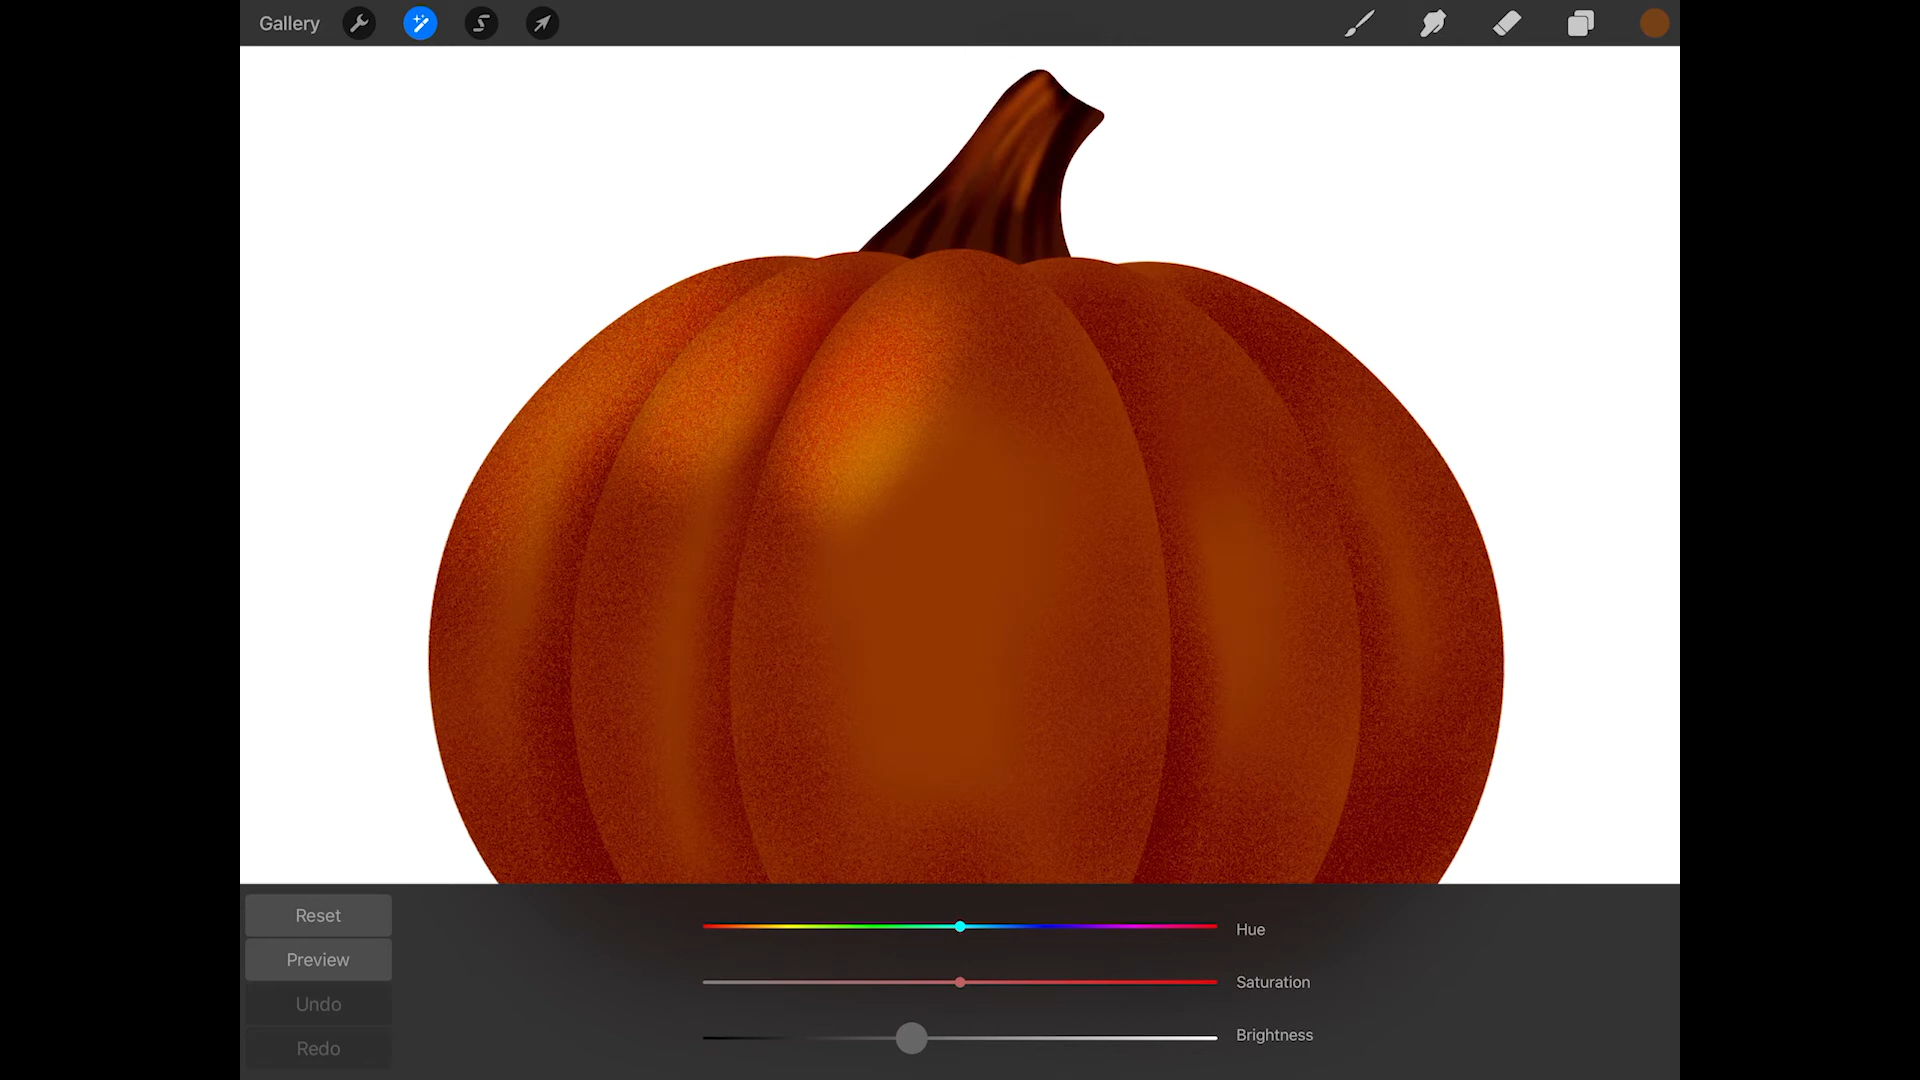 Gallery
Reset
Preview
Undo
Redo
Hue
Saturation
Brightness